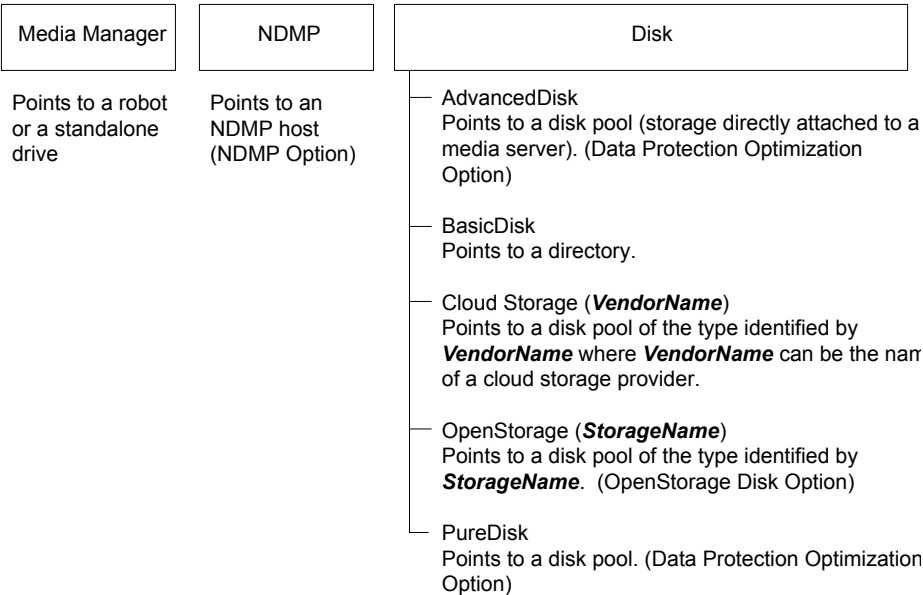 Media Manager
NDMP
Disk
Points to a robot
or a standalone
drive
Points to an
NDMP host
(NDMP Option)
AdvancedDisk
Points to a disk pool (storage directly attached to a
media server). (Data Protection Optimization
Option)
BasicDisk
Points to a directory.
Cloud Storage (VendorName)
Points to a disk pool of the type identified by
VendorName where VendorName can be the nam
of a cloud storage provider.
OpenStorage (StorageName)
Points to a disk pool of the type identified by
StorageName. (OpenStorage Disk Option)
PureDisk
Points to a disk pool. (Data Protection Optimization
Option)